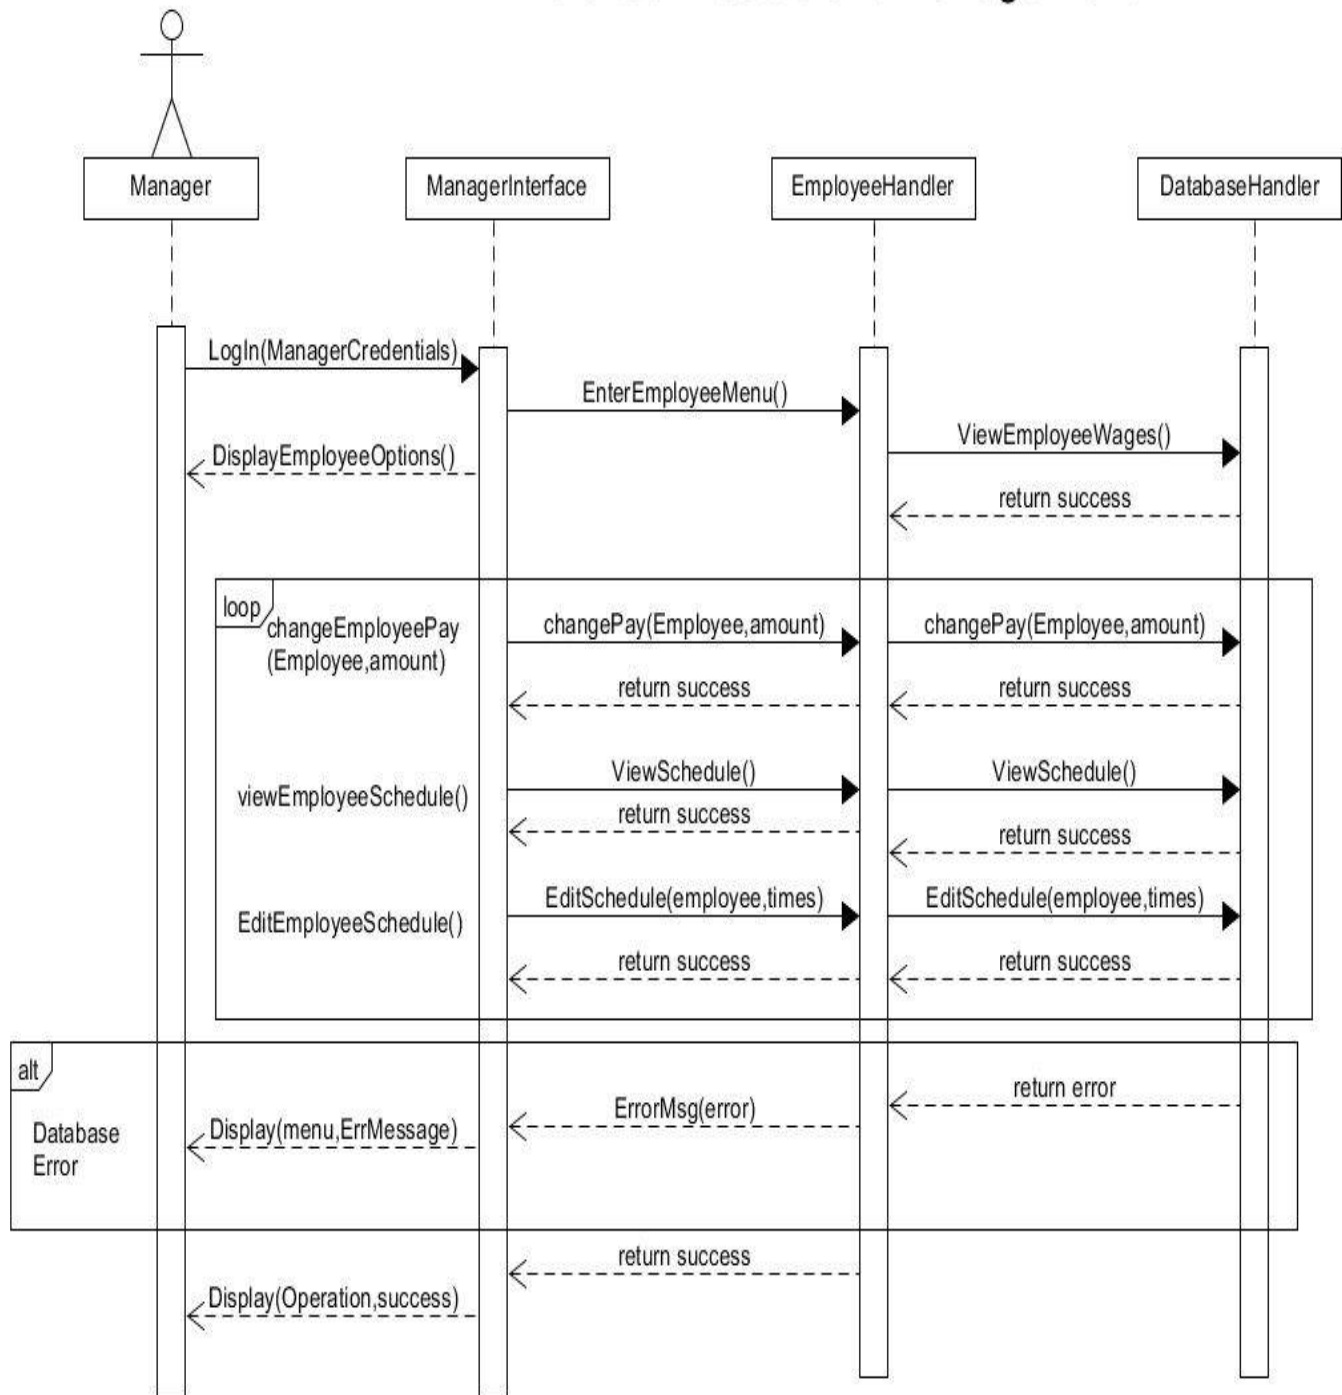 Manager
ManagerInterface
EmployeeHandler
DatabaseHandler
LogIn(ManagerCredentials)
EnterEmployeeMenu()
ViewEmployeeWages()
DisplayEmployeeOptions()
return success
loop
changeEmployeePay
(Employee,amount)
changePay(Employee,amount)
changePay(Employee,amount)
return success
return success
viewEmployeeSchedule()
ViewSchedule()
ViewSchedule()
return success
return success
EditEmployeeSchedule()
EditSchedule(employee,times)
EditSchedule(employee,times)
return success
return success
alt
Database
Error
return error
ErrorMsg(error)
Display(menu,ErrMessage)
return success
Display(Operation,success)